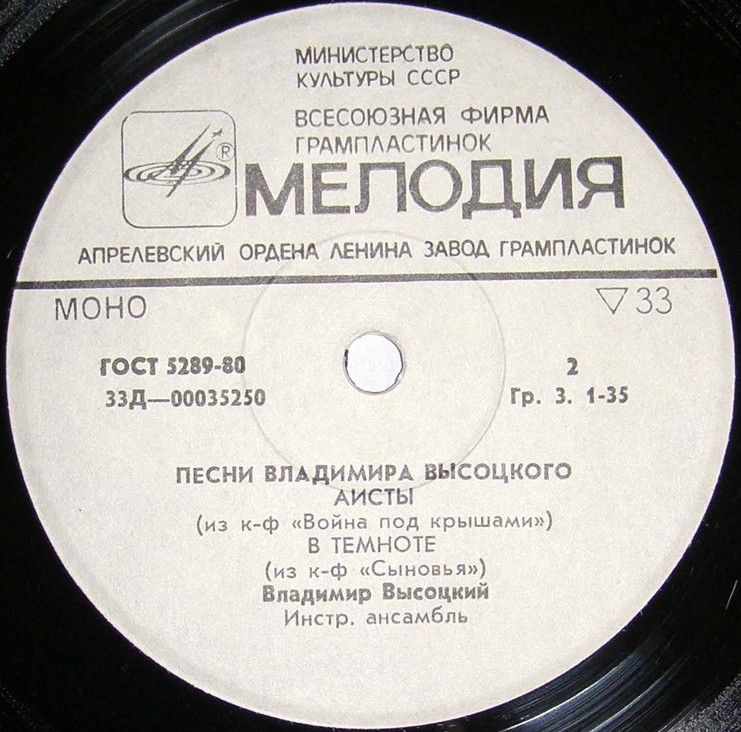 МИНИСТЕРСТВО
КУЛЬТУРЫ СССР
ВСЕСОЮЗНАЯ ФИРМА
ГРАМПЛАСТИНОК
®
МЕЛОДИЯ
АПРЕЛЕВСКИЙ ОРДЕНА ЛЕНИНА ЗАВОД ГРАМПЛАСТИНОК
МОНО ▽33
ГОСТ 5289-80 2
33Д—00035250 Гр. 3. 1-35
ПЕСНИ ВЛАДИМИРА ВЫСОЦКОГО
АИСТЫ
(из к-ф «Война под крышами»)
В ТЕМНОТЕ
(из к-ф «Сыновья»)
Владимир Высоцкий
Инстр. ансамбль